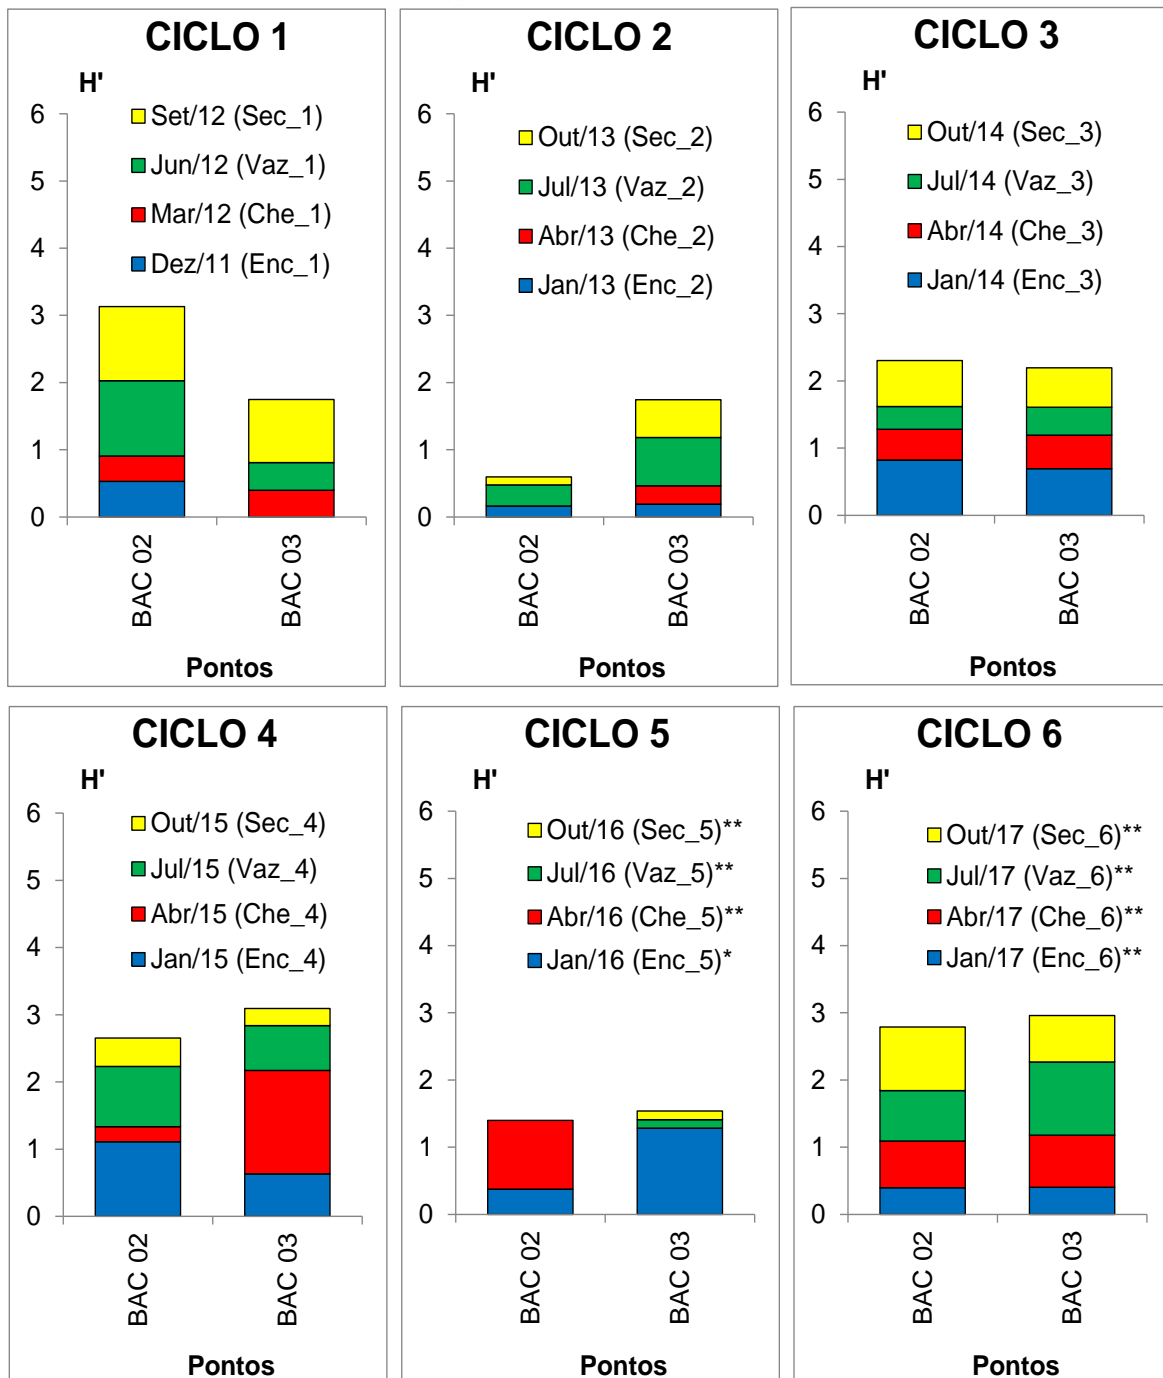 CICLO 1
H'
Set/12 (Sec_1)
Jun/12 (Vaz_1)
Mar/12 (Che_1)
Dez/11 (Enc_1)
6
5
4
3
2
1
0
BAC 02
BAC 03
Pontos
CICLO 2
H'
Out/13 (Sec_2)
Jul/13 (Vaz_2)
Abr/13 (Che_2)
Jan/13 (Enc_2)
6
5
4
3
2
1
0
BAC 02
BAC 03
Pontos
CICLO 3
H'
Out/14 (Sec_3)
Jul/14 (Vaz_3)
Abr/14 (Che_3)
Jan/14 (Enc_3)
6
5
4
3
2
1
0
BAC 02
BAC 03
Pontos
CICLO 4
H'
Out/15 (Sec_4)
Jul/15 (Vaz_4)
Abr/15 (Che_4)
Jan/15 (Enc_4)
6
5
4
3
2
1
0
BAC 02
BAC 03
Pontos
CICLO 5
H'
Out/16 (Sec_5)**
Jul/16 (Vaz_5)**
Abr/16 (Che_5)**
Jan/16 (Enc_5)*
6
5
4
3
2
1
0
BAC 02
BAC 03
Pontos
CICLO 6
H'
Out/17 (Sec_6)**
Jul/17 (Vaz_6)**
Abr/17 (Che_6)**
Jan/17 (Enc_6)**
6
5
4
3
2
1
0
BAC 02
BAC 03
Pontos